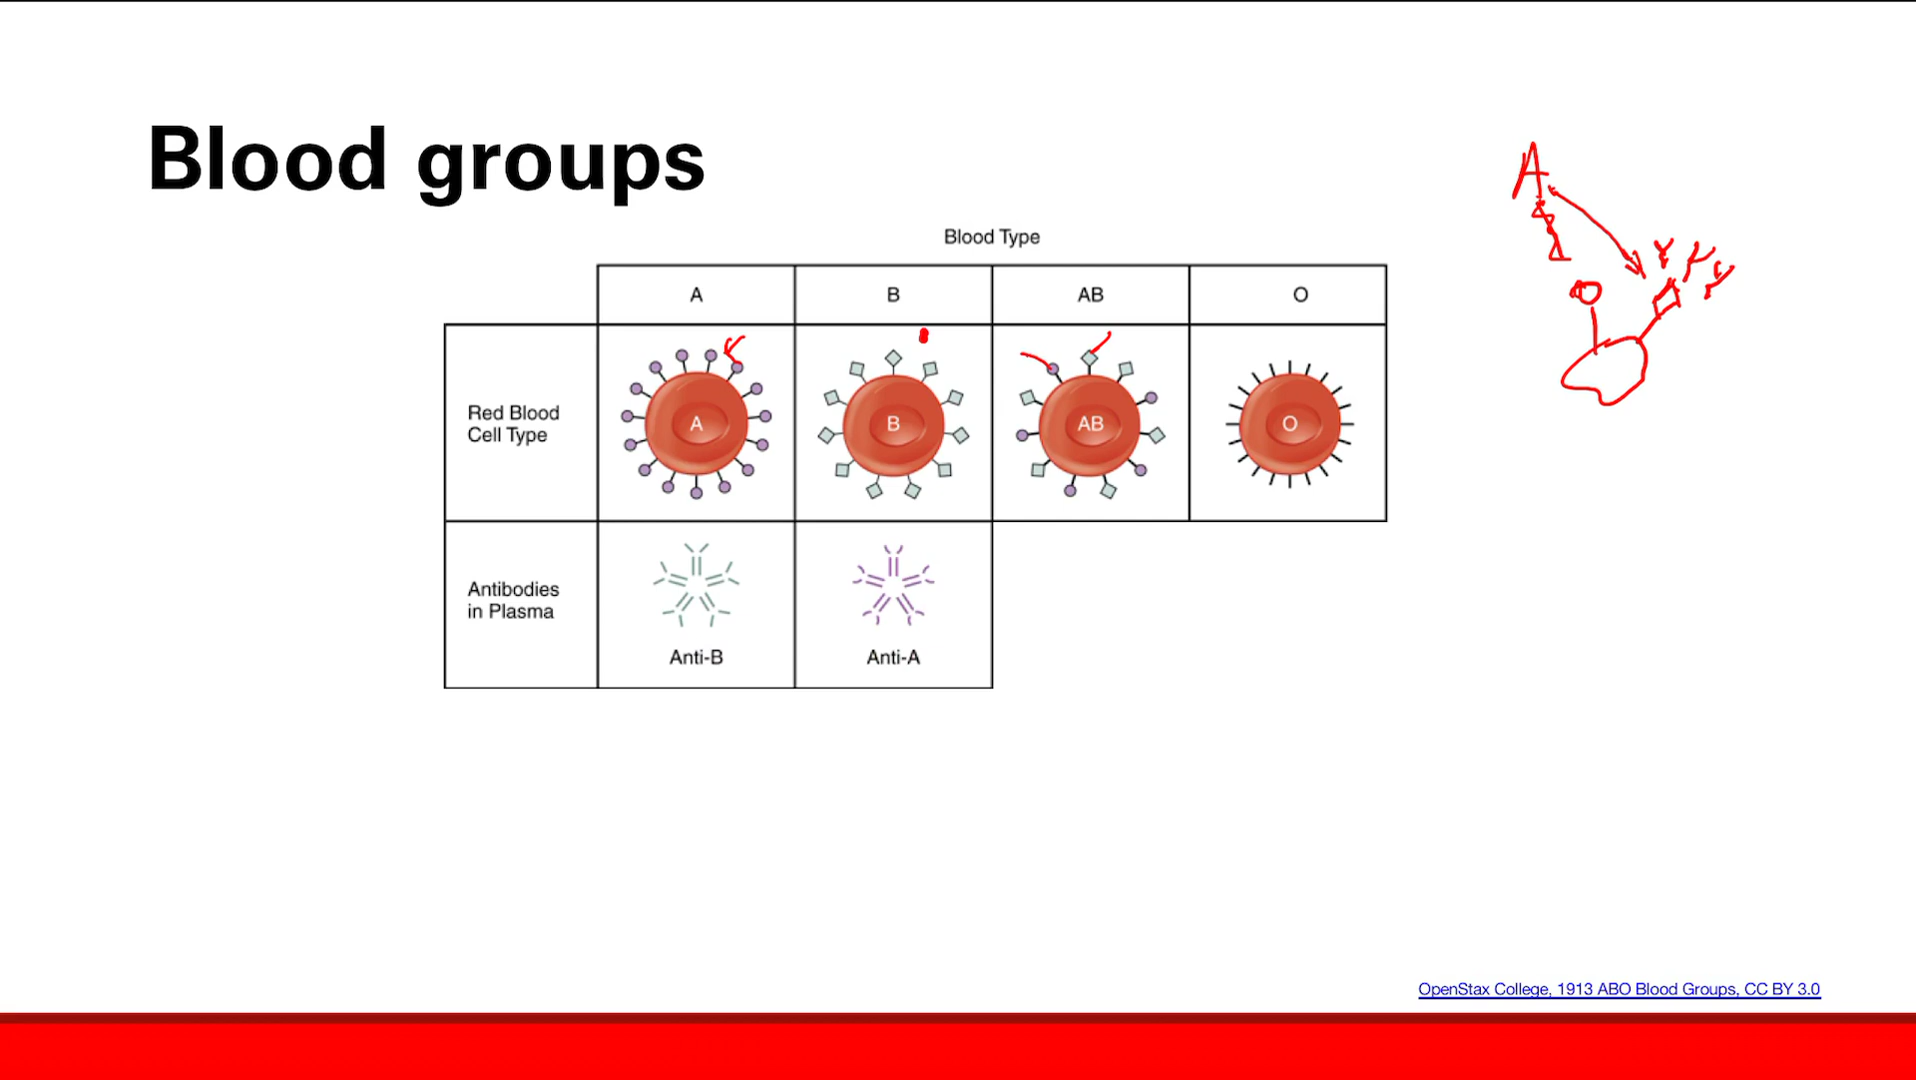 Blood groups
A
Blood Type
A B AB O
Red Blood
Cell Type
A B AB O
Antibodies
in Plasma
Anti-B Anti-A
OpenStax College, 1913 ABO Blood Groups, CC BY 3.0